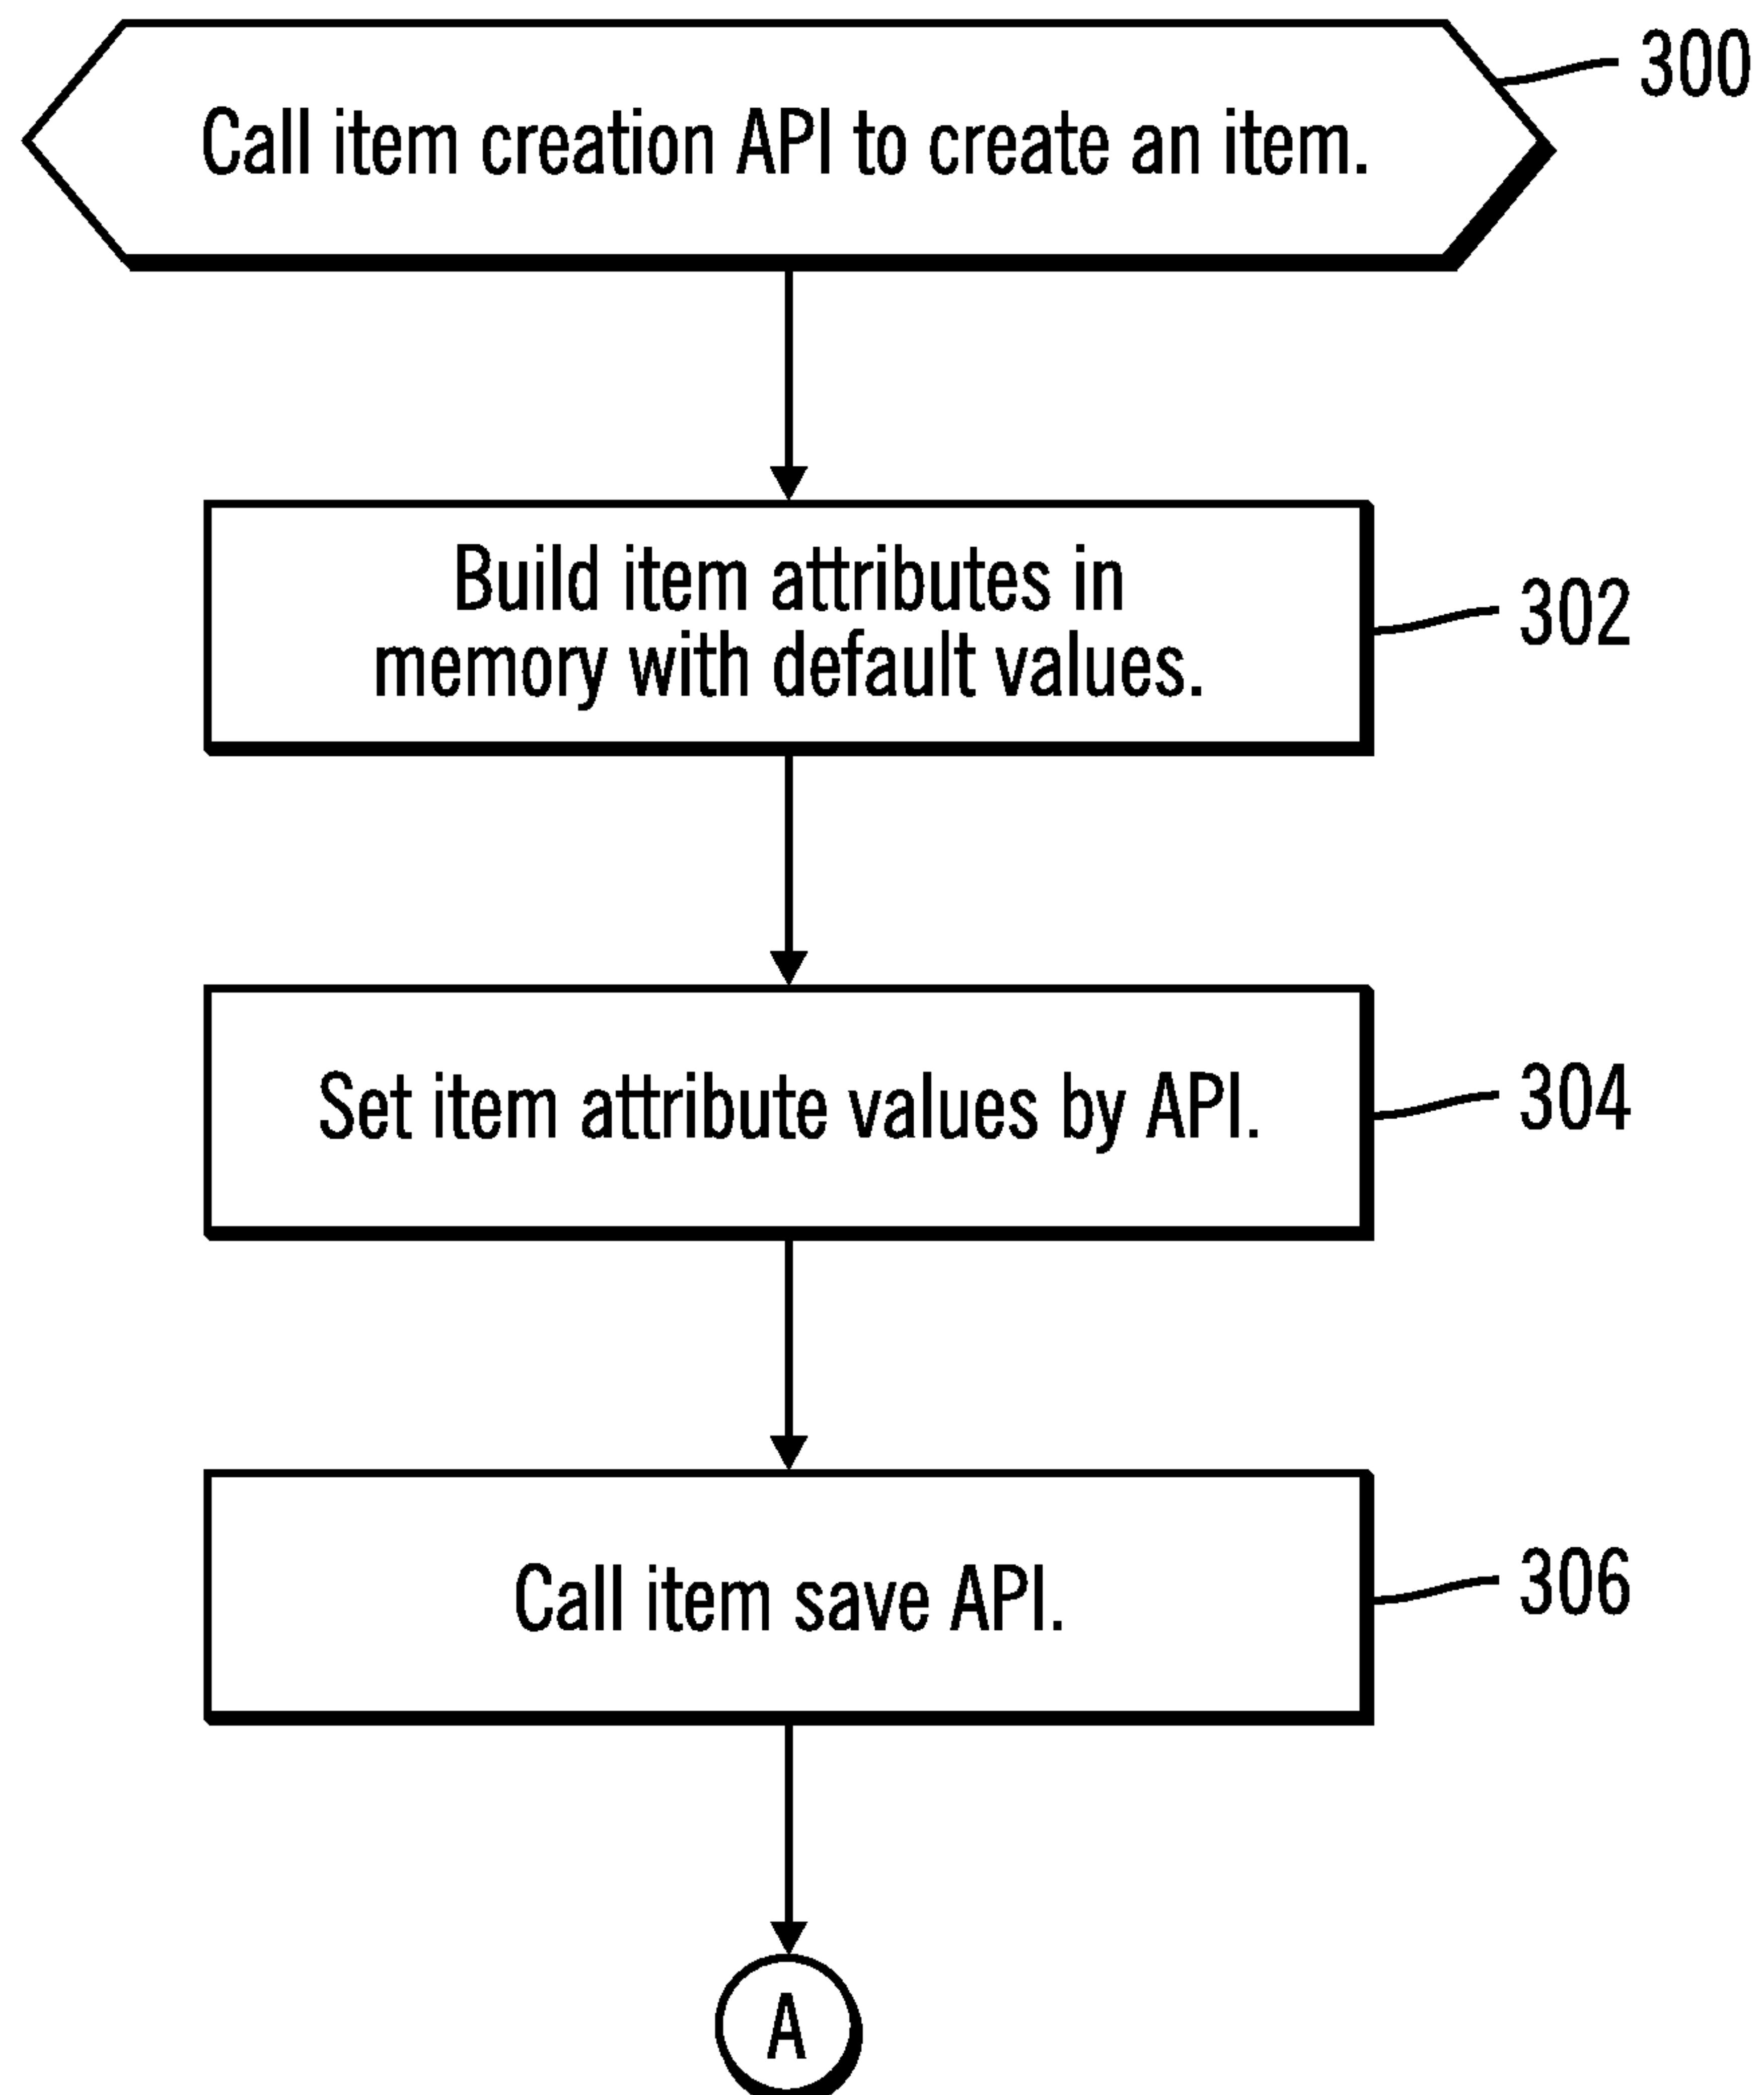 Call item creation API to create an item.
300
Build item attributes in
memory with default values.
302
Set item attribute values by API.
304
Call item save API.
306
A